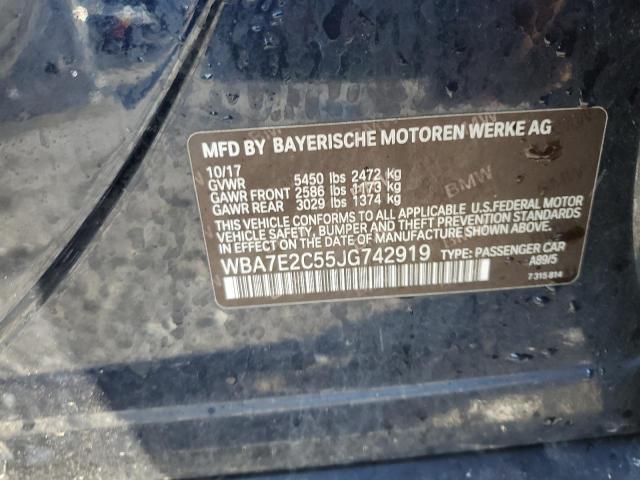 MFD BY BAYERISCHE MOTOREN WERKE AG
10/17
GVWR 5450 lbs 2472 kg
GAWR FRONT 2586 lbs 1173 kg
GAWR REAR 3029 lbs 1374 kg
THIS VEHICLE CONFORMS TO ALL APPLICABLE U.S.FEDERAL MOTOR
VEHICLE SAFETY, BUMPER, AND THEFT PREVENTION STANDARDS
IN EFFECT ON THE DATE OF MANUFACTURE SHOWN ABOVE.
WBA7E2C55JG742919 TYPE: PASSENGER CAR
A89/5
7 315 814